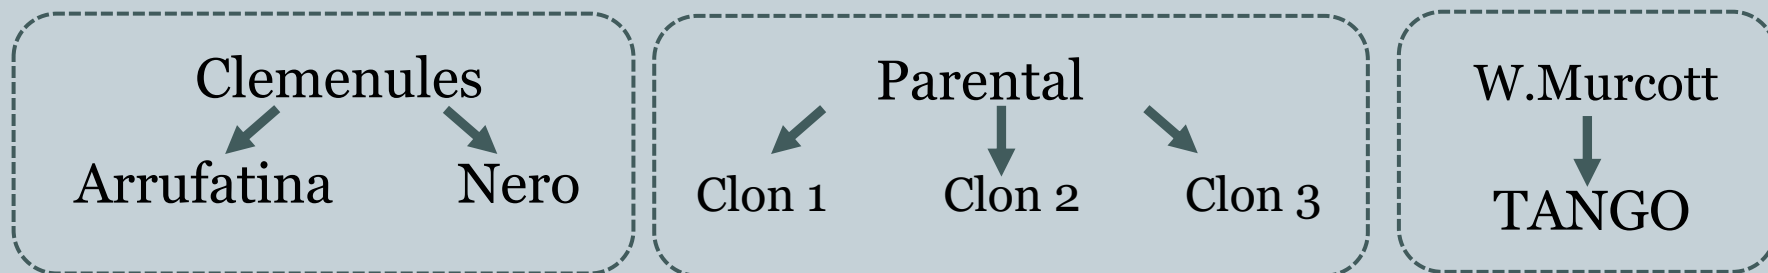 Clemenules
Arrufatina Nero
Parental
Clon 1 Clon 2 Clon 3
W.Murcott
TANGO